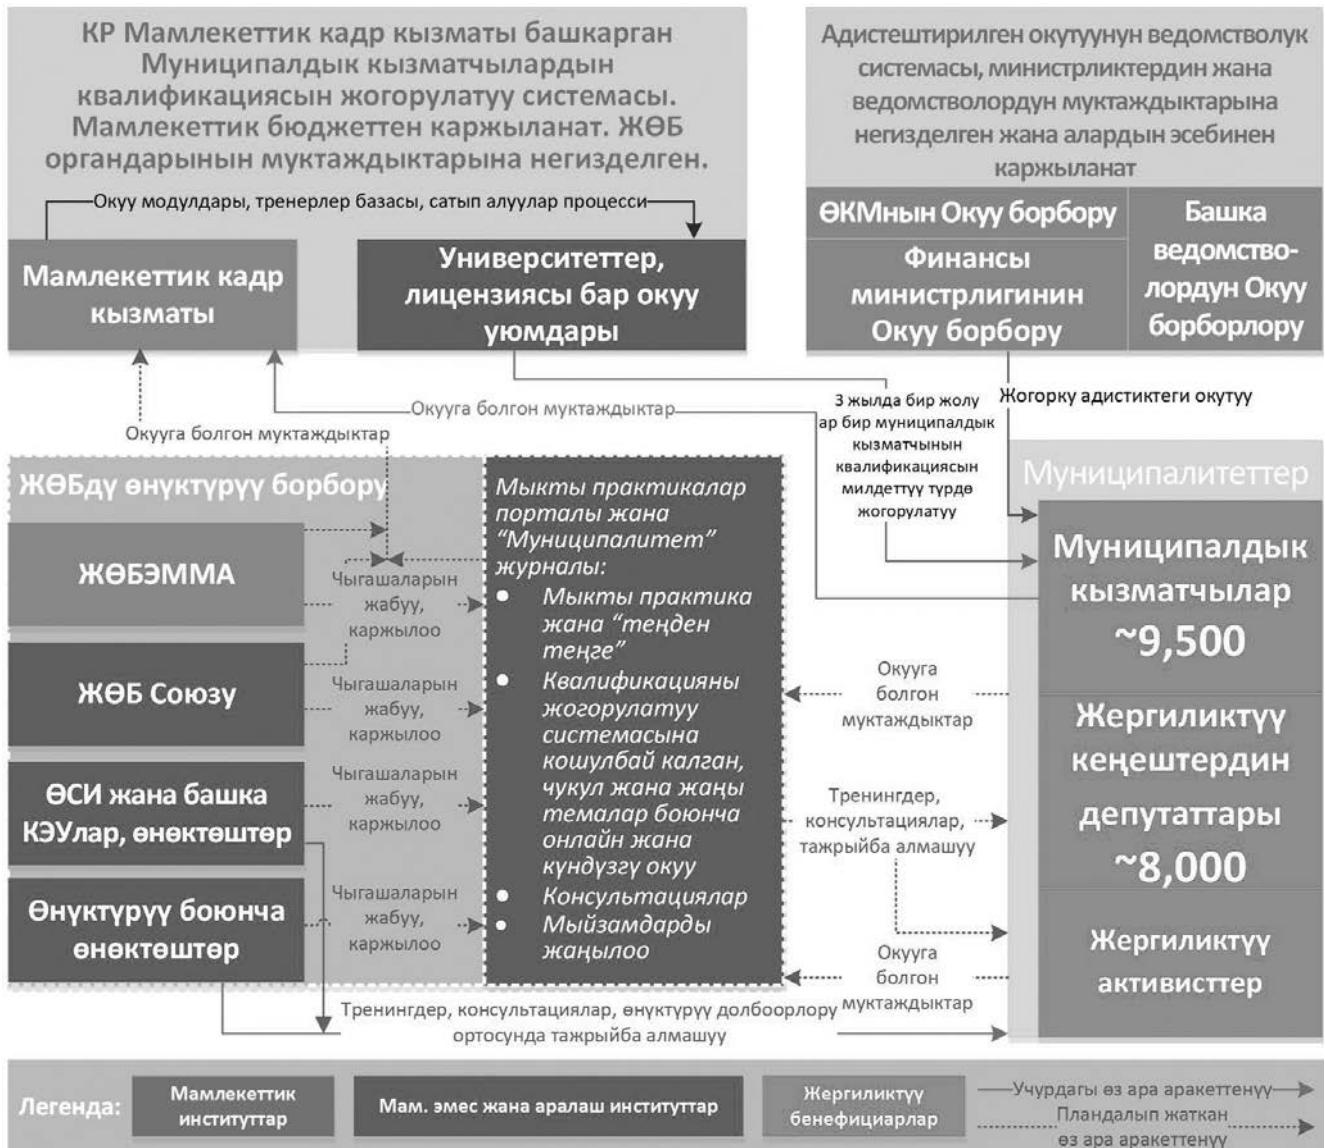 КР Мамлекеттик кадр кызматы башкарган
Муниципалдык кызматчылардын
квалификациясын жогорулатуу системасы.
Мамлекеттик бюджеттен каржыланат. ЖӨБ
органдарынын муктаждыктарына негизделген.
Окуу модулдары, тренерлер базасы, сатып алуулар процесси
Мамлекеттик кадр
кызматы
Университеттер,
лицензиясы бар окуу
уюмдары
Адистештирилген окутуунун ведомстволук
системасы, министрликтердин жана
ведомстволордун муктаждыктарына
негизделген жана алардын эсебинен
каржыланат
ӨКМнын Окуу борбору
Финансы
министрлигинин
Окуу борбору
Башка
ведомство-
лордун Окуу
борборлору
Окууга болгон муктаждыктар
Окууга болгон муктаждыктар
3 жылда бир жолу
ар бир муниципалдык
кызматчынын
квалификациясын
милдеттүү түрдө
жогорулатуу
Жогорку адистиктеги окутуу
ЖӨБдү өнүктүрүү борбору
ЖӨБЭММА
ЖӨБ Союзу
ӨСИ жана башка
КЭУлар, өнөктөштөр
Өнүктүрүү боюнча
өнөктөштөр
Чыгашаларын
жабуу,
каржылоо
Чыгашаларын
жабуу,
каржылоо
Чыгашаларын
жабуу,
каржылоо
Чыгашаларын
жабуу,
каржылоо
Мыкты практикалар
порталы жана
“Муниципалитет”
журналы:
● Мыкты практика
жана “теңден
теңге”
● Квалификацияны
жогорулатуу
системасына
кошулбай калган,
чукул жана жаңы
темалар боюнча
онлайн жана
күндүзгү окуу
● Консультациялар
● Мыйзамдарды
жаңылоо
Окууга
болгон
муктаждыктар
Тренингдер,
консультациялар,
тажрыйба алмашуу
Окууга
болгон
муктаждыктар
Муниципалитеттер
Муниципалдык
кызматчылар
~9,500
Жергиликтүү
кеңештердин
депутаттары
~8,000
Жергиликтүү
активисттер
Тренингдер, консультациялар, өнүктүрүү долбоорлору
ортосунда тажрыйба алмашуу
Легенда:
Мамлекеттик
институттар
Мам. эмес жана аралаш институттар
Жергиликтүү
бенефициарлар
Учурдагы өз ара аракеттенүү
Пландалып жаткан
өз ара аракеттенүү